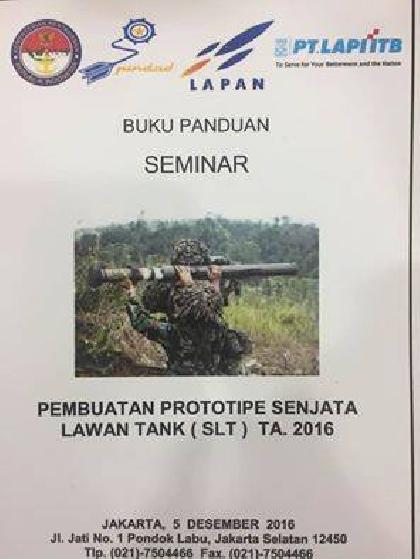 pindad
LAPAN
PT.LAPI ITB
To Serve for Your Betterment and the Nation
BUKU PANDUAN
SEMINAR
PEMBUATAN PROTOTIPE SENJATA
LAWAN TANK ( SLT ) TA. 2016
JAKARTA, 5 DESEMBER 2016
Jl. Jati No. 1 Pondok Labu, Jakarta Selatan 12450
Tlp. (021)-7504466 Fax. (021)-7504466